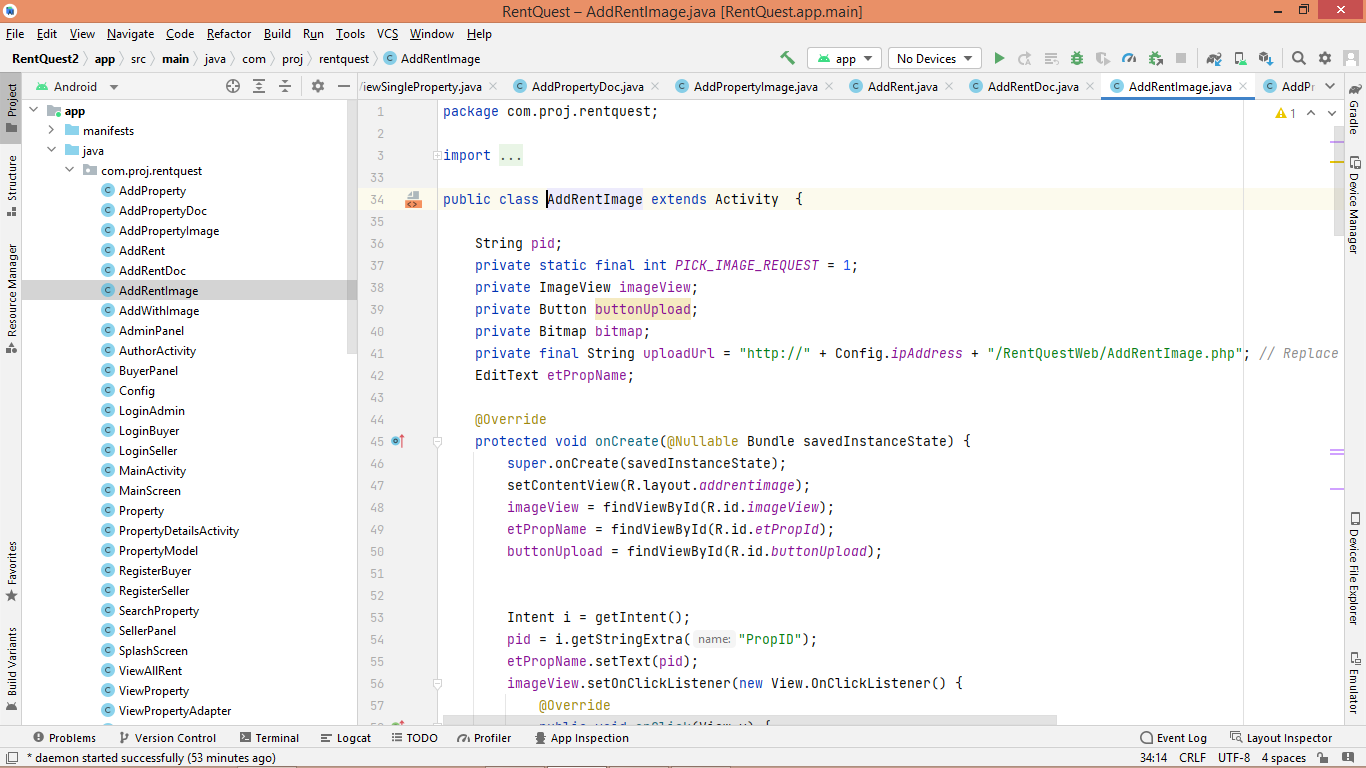 RentQuest – AddRentImage.java [RentQuest.app.main]
File Edit View Navigate Code Refactor Build Run Tools VCS Window Help
RentQuest2 app src main java com proj rentquest AddRentImage
app No Devices
Android
iewSingleProperty.java AddPropertyDoc.java AddPropertyImage.java AddRent.java AddRentDoc.java AddRentImage.java AddPr
Project
Structure
Resource Manager
Favorites
Build Variants
app
manifests
java
com.proj.rentquest
AddProperty
AddPropertyDoc
AddPropertyImage
AddRent
AddRentDoc
AddRentImage
AddWithImage
AdminPanel
AuthorActivity
BuyerPanel
Config
LoginAdmin
LoginBuyer
LoginSeller
MainActivity
MainScreen
Property
PropertyDetailsActivity
PropertyModel
RegisterBuyer
RegisterSeller
SearchProperty
SellerPanel
SplashScreen
ViewAllRent
ViewProperty
ViewPropertyAdapter
1 package com.proj.rentquest;
2
3 import ...
33
34 public class AddRentImage extends Activity  {
35
36 String pid;
37 private static final int PICK_IMAGE_REQUEST = 1;
38 private ImageView imageView;
39 private Button buttonUpload;
40 private Bitmap bitmap;
41 private final String uploadUrl = "http://" + Config.ipAddress + "/RentQuestWeb/AddRentImage.php"; // Replace
42 EditText etPropName;
43
44 @Override
45 protected void onCreate(@Nullable Bundle savedInstanceState) {
46 super.onCreate(savedInstanceState);
47 setContentView(R.layout.addrentimage);
48 imageView = findViewById(R.id.imageView);
49 etPropName = findViewById(R.id.etPropId);
50 buttonUpload = findViewById(R.id.buttonUpload);
51
52
53 Intent i = getIntent();
54 pid = i.getStringExtra( name: "PropID");
55 etPropName.setText(pid);
56 imageView.setOnClickListener(new View.OnClickListener() {
57 @Override
58 public void onClick(View v) {
1
Gradle
Device Manager
Device File Explorer
Emulator
Problems Version Control Terminal Logcat TODO Profiler App Inspection Event Log Layout Inspector
* daemon started successfully (53 minutes ago) 34:14 CRLF UTF-8 4 spaces